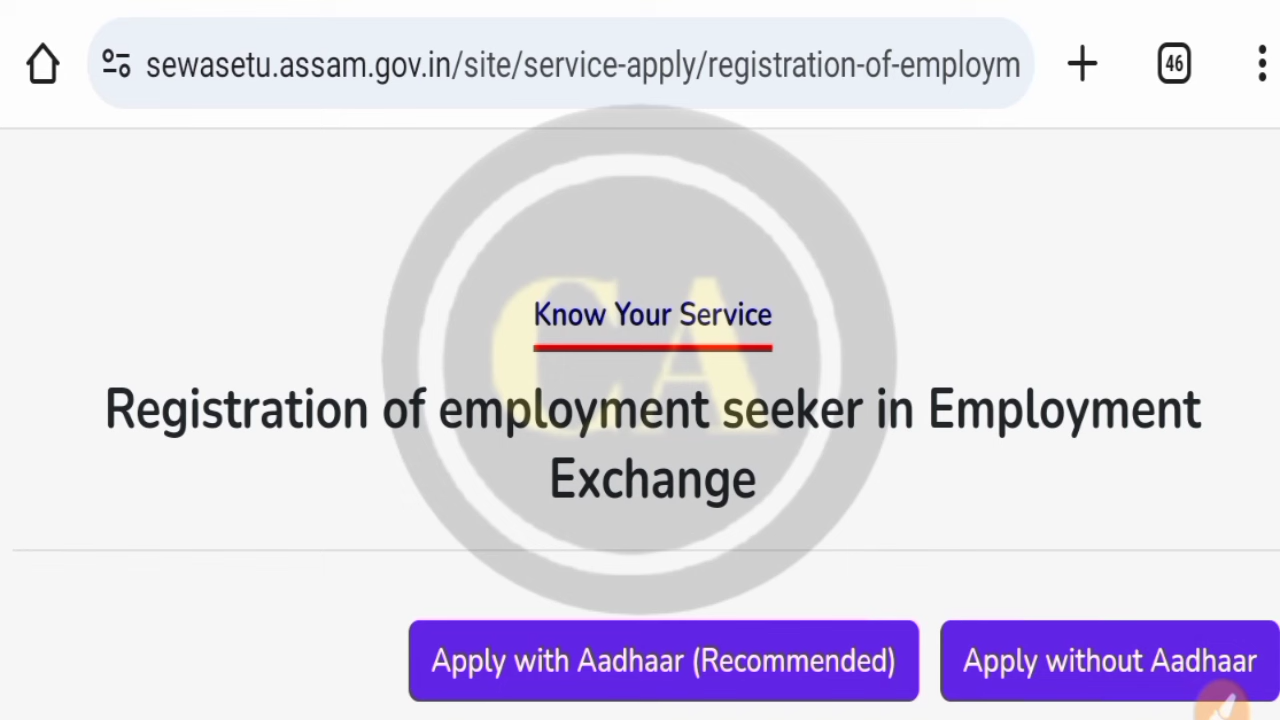 sewasetu.assam.gov.in/site/service-apply/registration-of-employm
46
CA
Know Your Service
Registration of employment seeker in Employment
Exchange
Apply with Aadhaar (Recommended)
Apply without Aadhaar